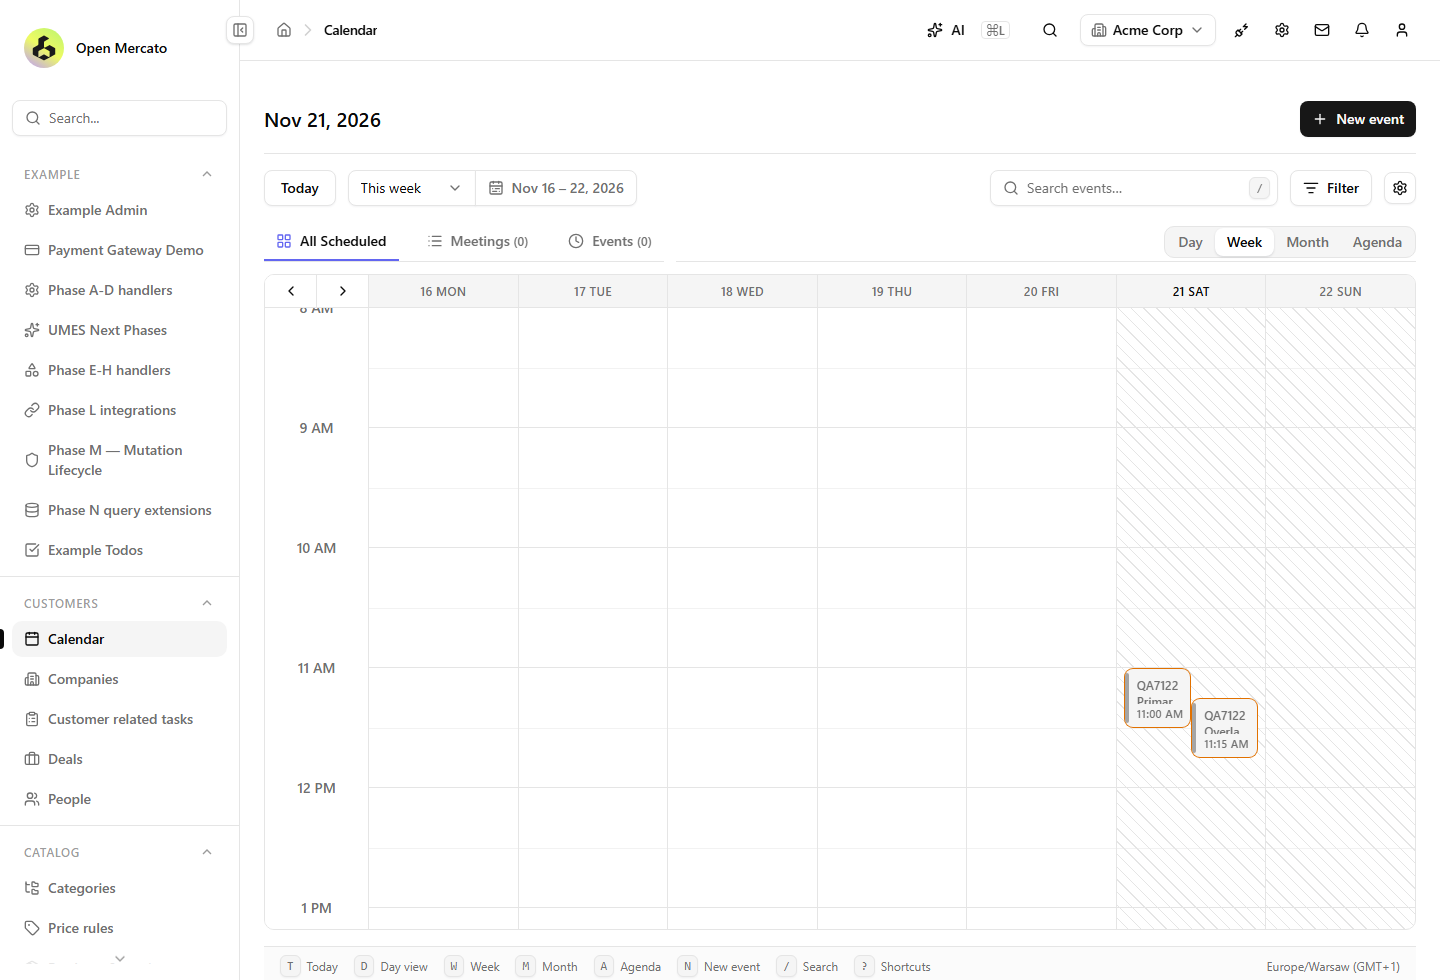 Open Mercato
Calendar
AI
⌘L
Acme Corp
Search...
Nov 21, 2026
New event
EXAMPLE
Example Admin
Payment Gateway Demo
Phase A-D handlers
UMES Next Phases
Phase E-H handlers
Phase L integrations
Phase M — Mutation
Lifecycle
Phase N query extensions
Example Todos
CUSTOMERS
Calendar
Companies
Customer related tasks
Deals
People
CATALOG
Categories
Price rules
Today
This week
Nov 16 – 22, 2026
Search events...
/
Filter
All Scheduled
Meetings (0)
Events (0)
Day
Week
Month
Agenda
16 MON
17 TUE
18 WED
19 THU
20 FRI
21 SAT
22 SUN
8 AM
9 AM
10 AM
11 AM
12 PM
1 PM
QA7122
Primar
11:00 AM
QA7122
Overla
11:15 AM
T Today
D Day view
W Week
M Month
A Agenda
N New event
/ Search
? Shortcuts
Europe/Warsaw (GMT+1)